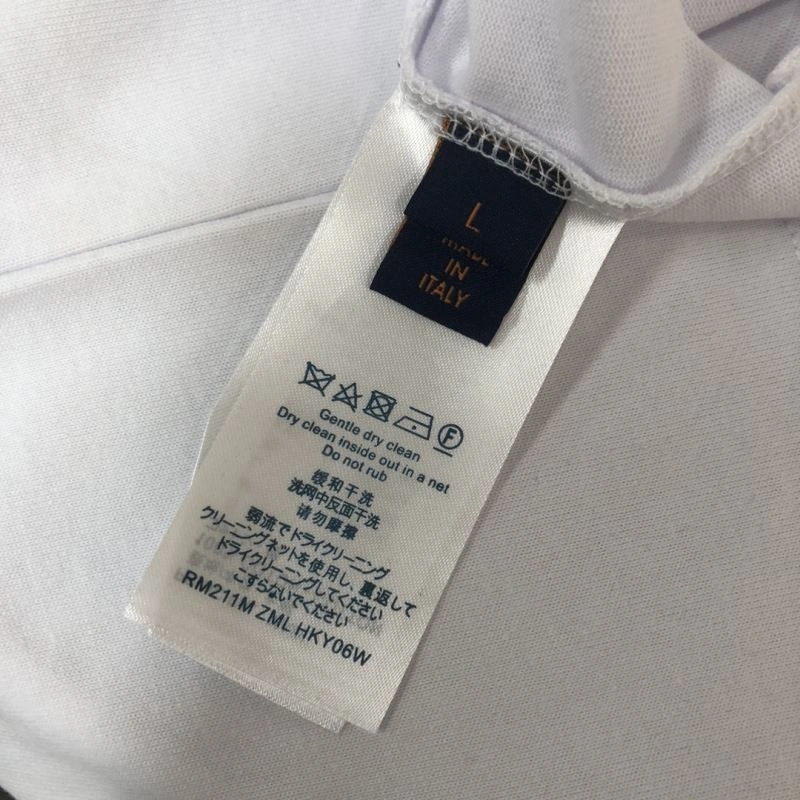 L
MADE
IN
ITALY
F
Gentle dry clean
Dry clean inside out in a net
Do not rub
缓和干洗
洗网中反面干洗
请勿摩擦
弱流でドライクリーニング
クリーニングネットを使用し、裏返して
ドライクリーニングしてください
こすらないでください
RM211M ZML HKY06W